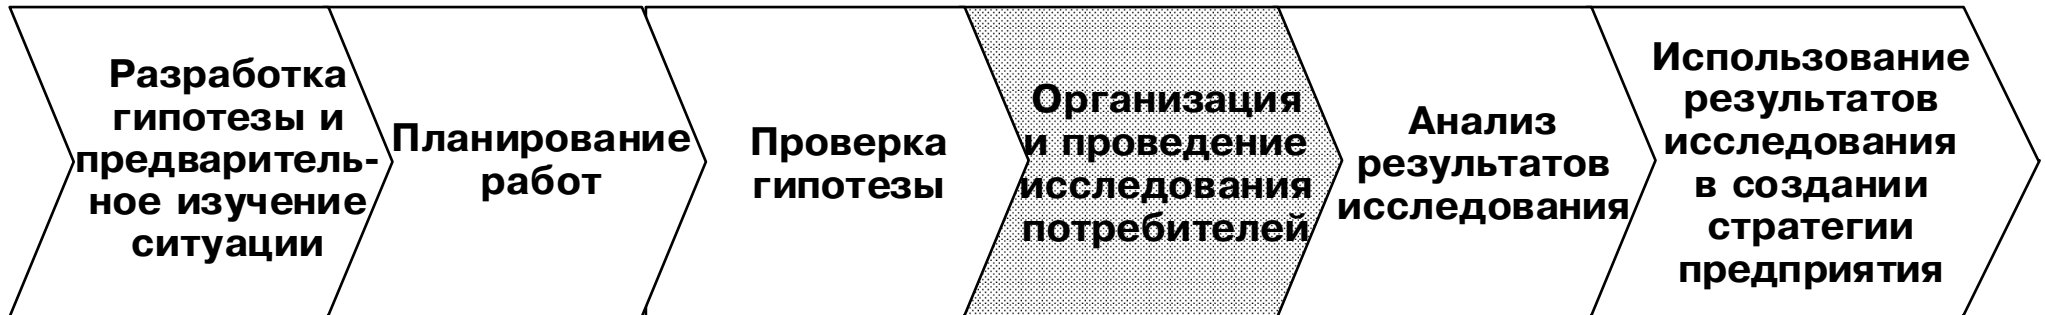 Разработка
гипотезы и
предваритель-
ное изучение
ситуации
Планирование
работ
Проверка
гипотезы
Организация
и проведение
исследования
потребителей
Анализ
результатов
исследования
Использование
результатов
исследования
в создании
стратегии
предприятия